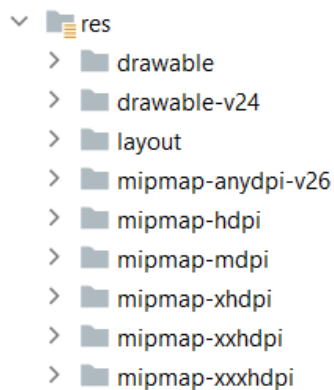 res
drawable
drawable-v24
layout
mipmap-anydpi-v26
mipmap-hdpi
mipmap-mdpi
mipmap-xhdpi
mipmap-xxhdpi
mipmap-xxxhdpi